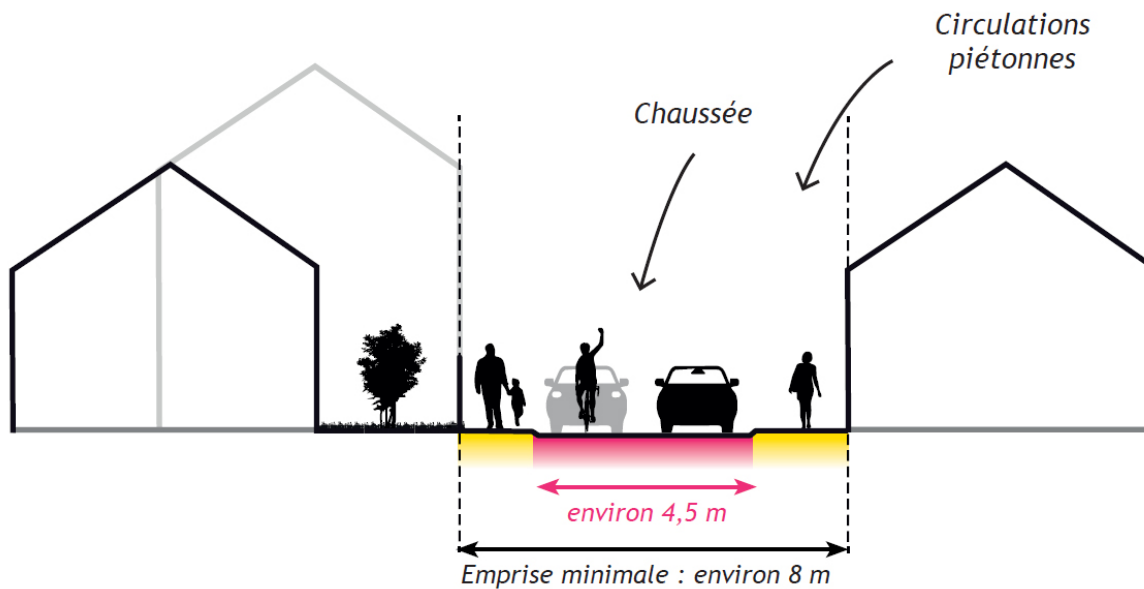 Circulations
piétonnes
Chaussée
environ 4,5 m
Emprise minimale : environ 8 m